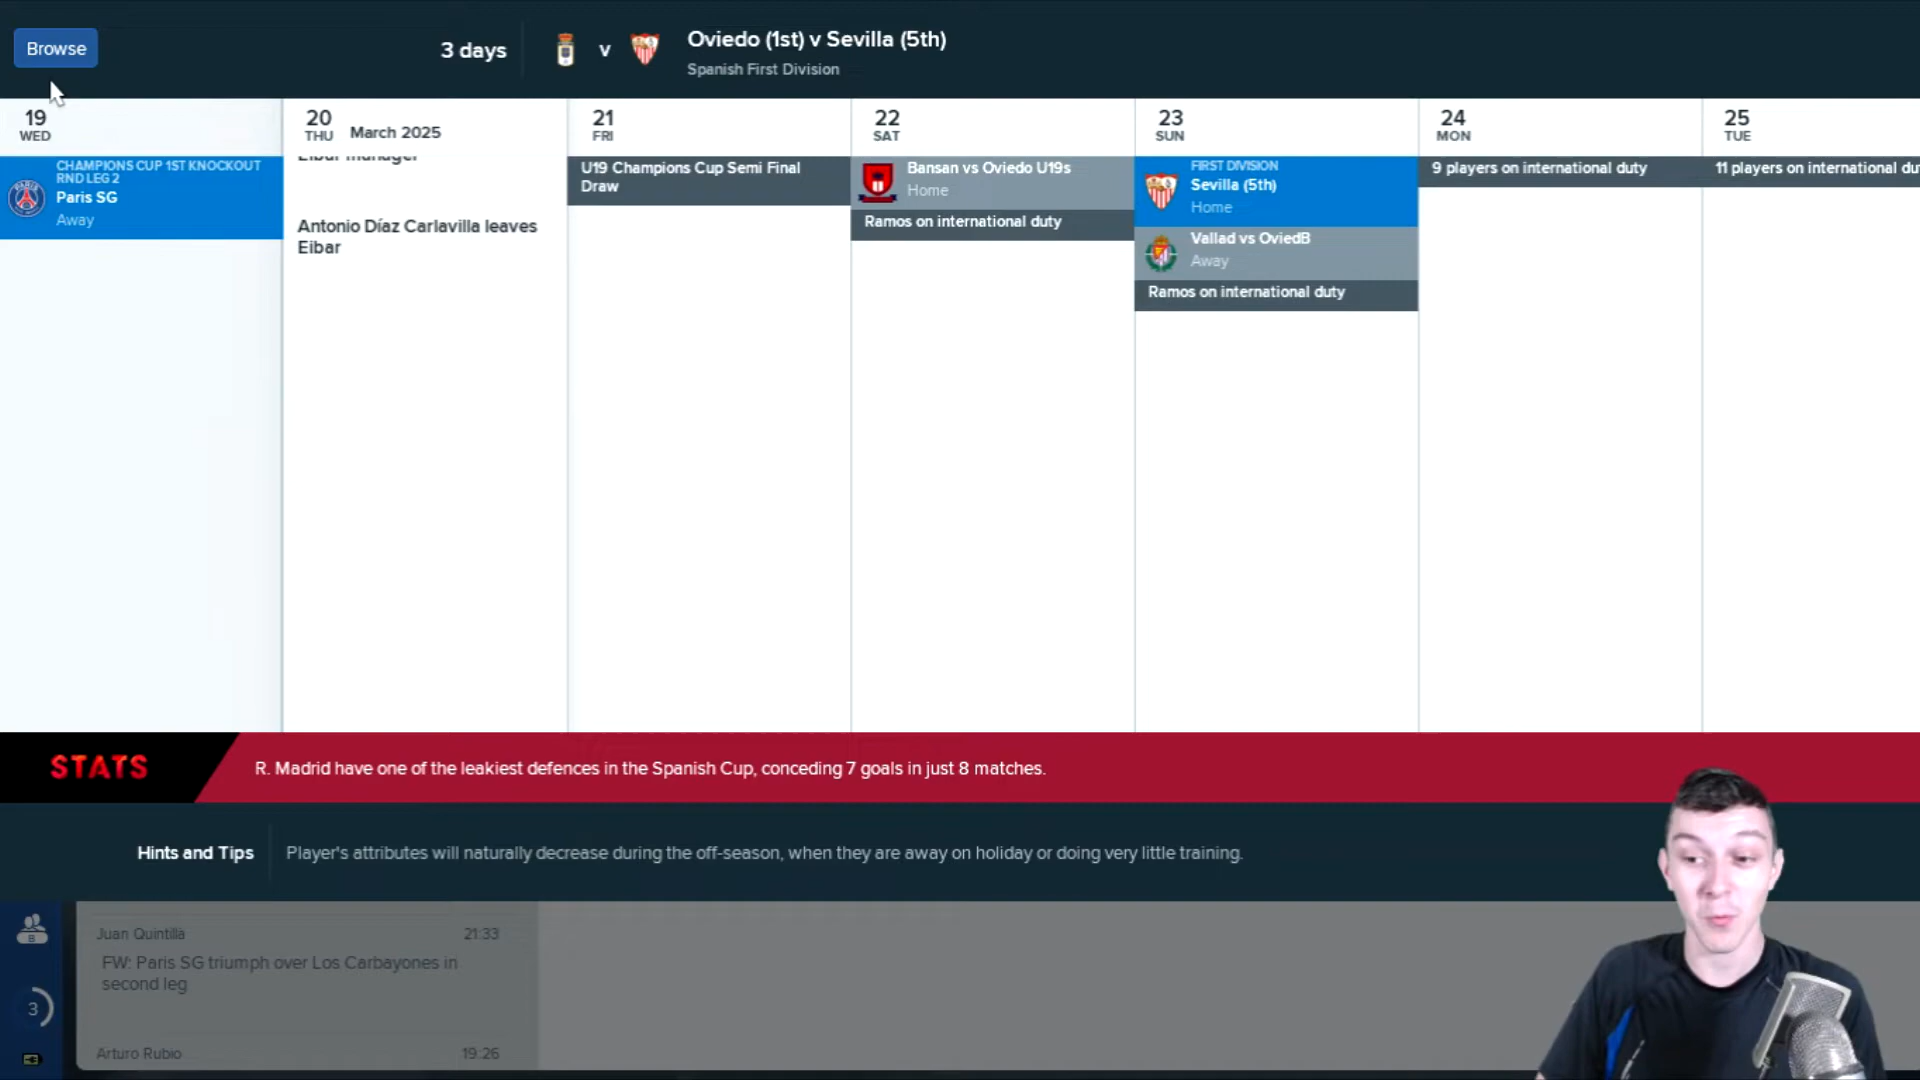 Browse
3 days
v
Oviedo (1st) v Sevilla (5th)
Spanish First Division
19
WED
20
THU
March 2025
21
FRI
22
SAT
23
SUN
24
MON
25
TUE
CHAMPIONS CUP 1ST KNOCKOUT
RND LEG 2
Paris SG
Away
Eibar manager
Antonio Díaz Carlavilla leaves
Eibar
U19 Champions Cup Semi Final
Draw
Bansan vs Oviedo U19s
Home
Ramos on international duty
FIRST DIVISION
Sevilla (5th)
Home
Vallad vs OviedB
Away
Ramos on international duty
9 players on international duty
11 players on international du
STATS
R. Madrid have one of the leakiest defences in the Spanish Cup, conceding 7 goals in just 8 matches.
Hints and Tips
Player's attributes will naturally decrease during the off-season, when they are away on holiday or doing very little training.
B
Juan Quintilla
21:33
FW: Paris SG triumph over Los Carbayones in
second leg
3
Arturo Rubio
19:26